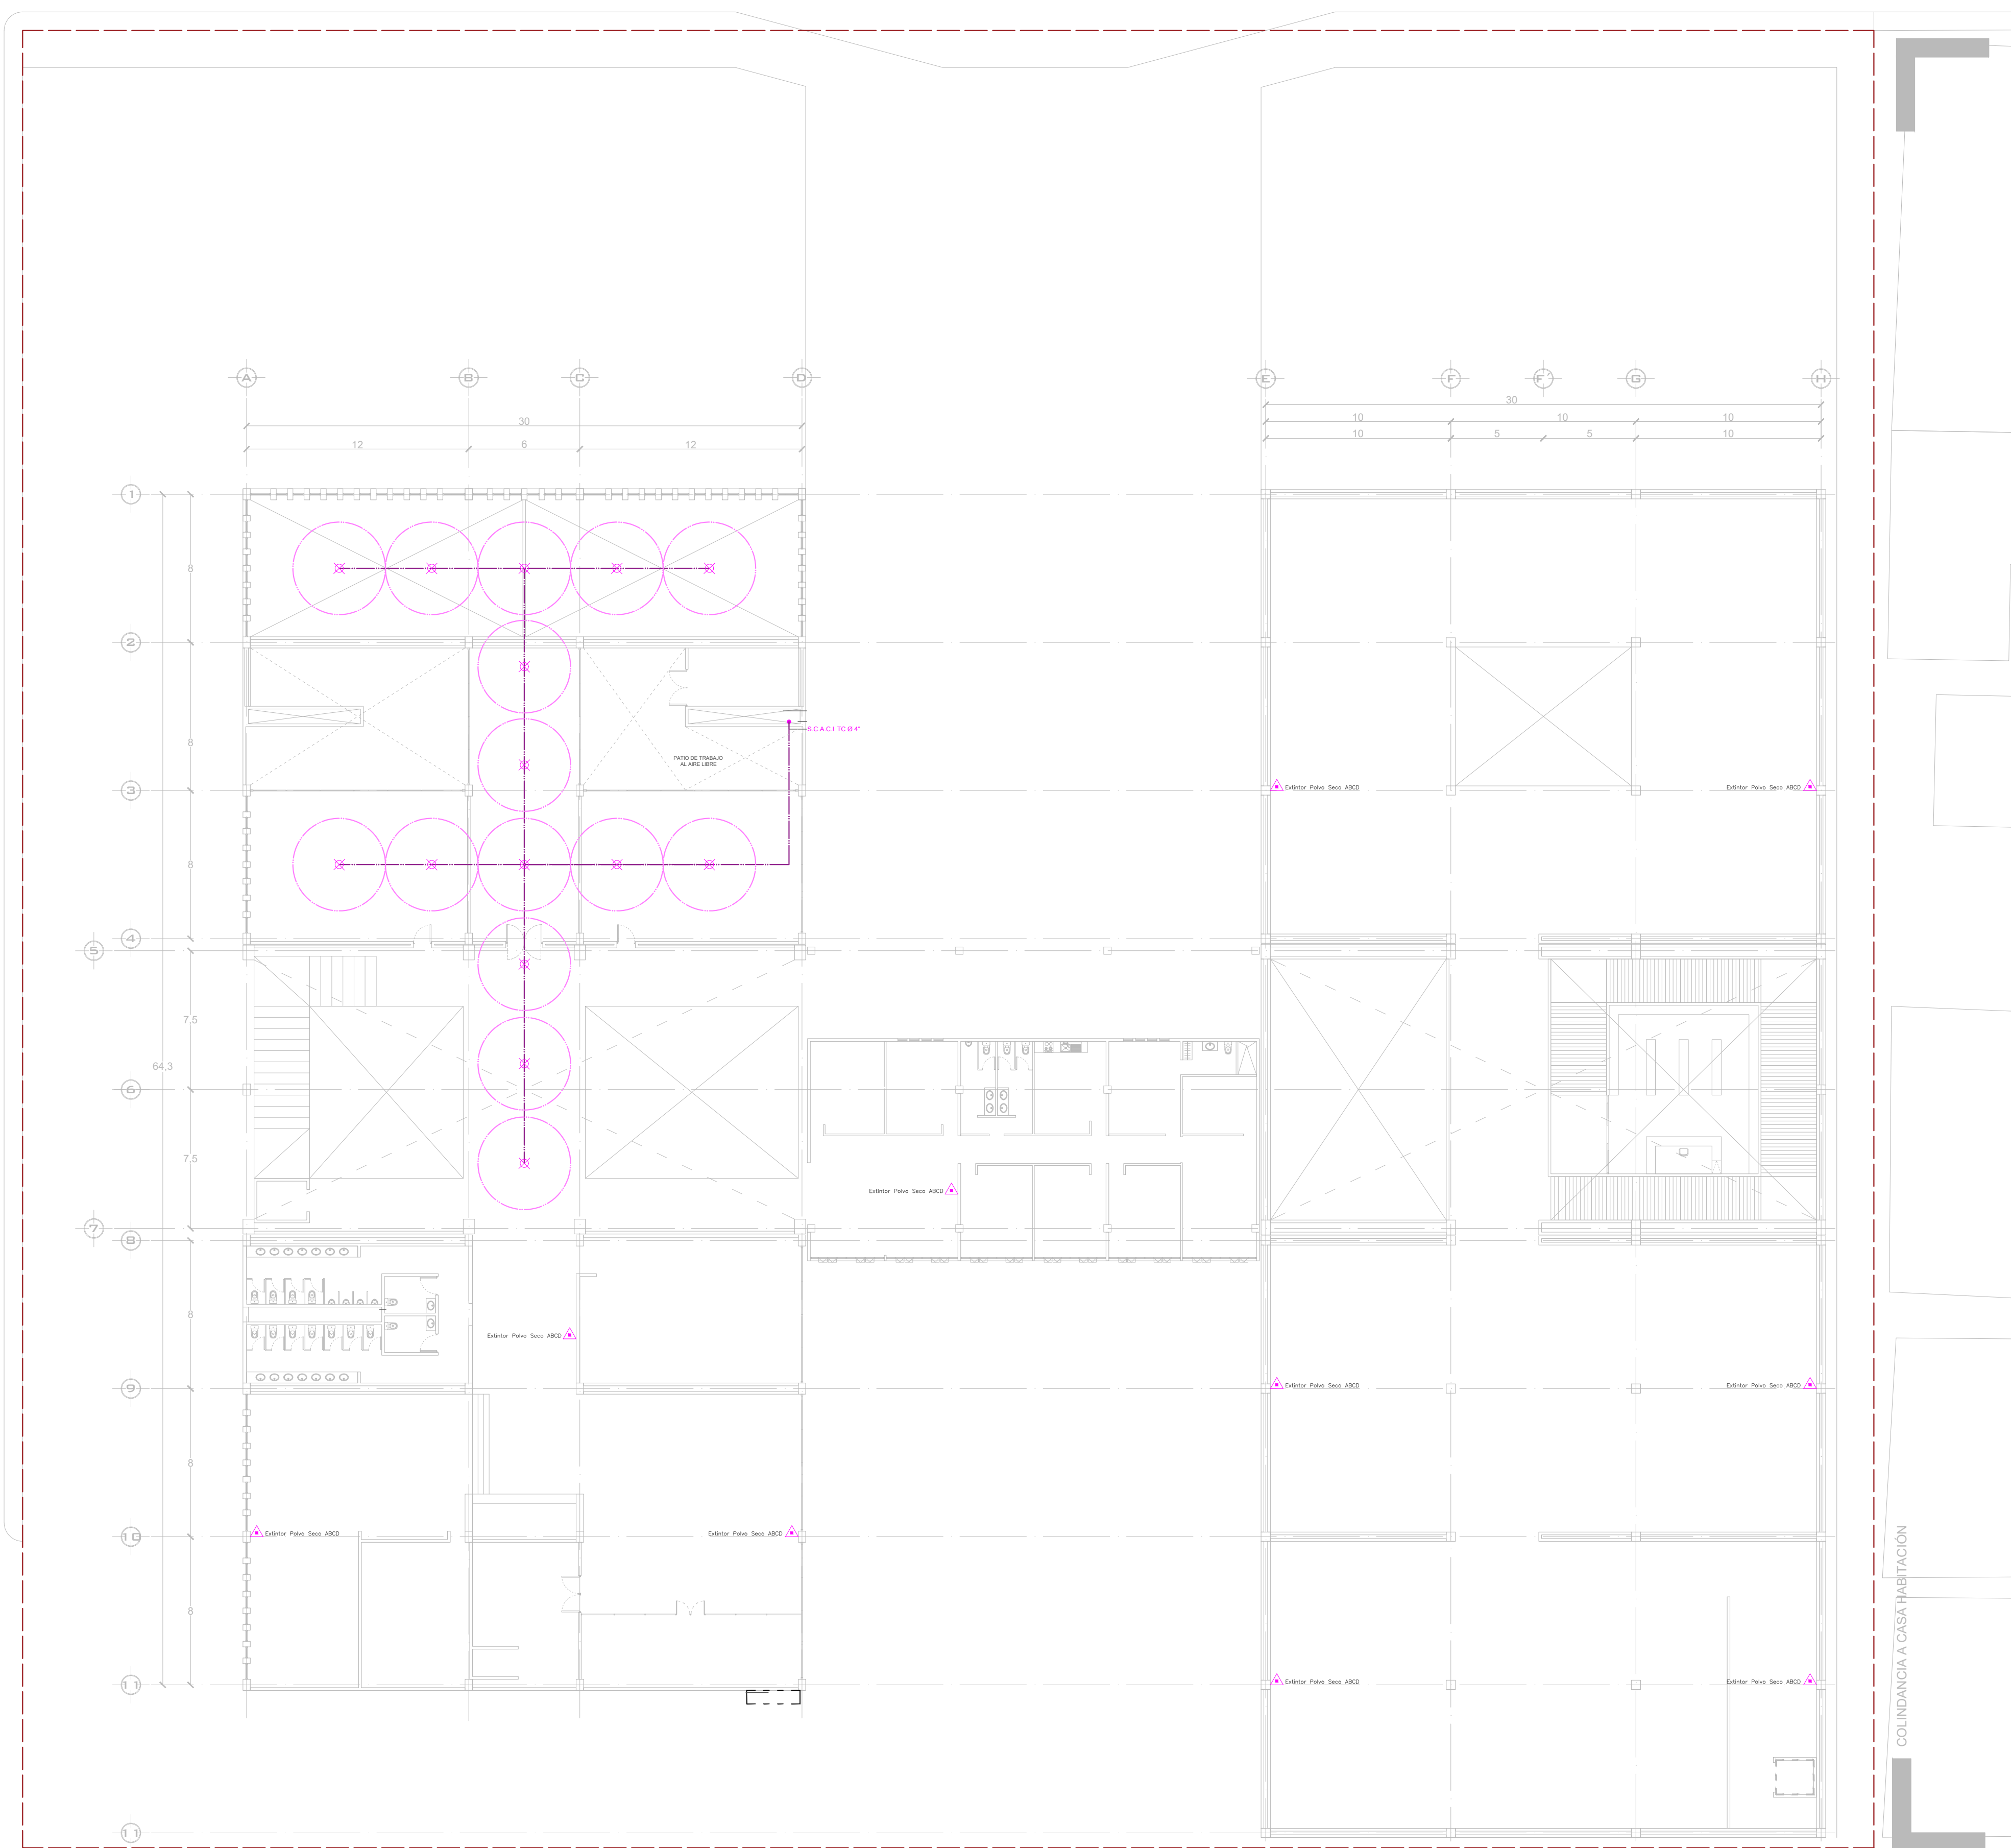 A
B
C
D
E
F
F'
G
H
30
30
10
10
10
12
6
12
10
5
5
10
1
8
2
8
S.C.A.C.I TC Ø 4"
PATIO DE TRABAJO
AL AIRE LIBRE
3
Extintor Polvo Seco ABCD
Extintor Polvo Seco ABCD
8
4
5
7,5
64,3
6
7,5
Extintor Polvo Seco ABCD
7
8
8
Extintor Polvo Seco ABCD
9
Extintor Polvo Seco ABCD
Extintor Polvo Seco ABCD
8
10
Extintor Polvo Seco ABCD
Extintor Polvo Seco ABCD
8
COLINDANCIA A CASA HABITACIÓN
11
Extintor Polvo Seco ABCD
Extintor Polvo Seco ABCD
11